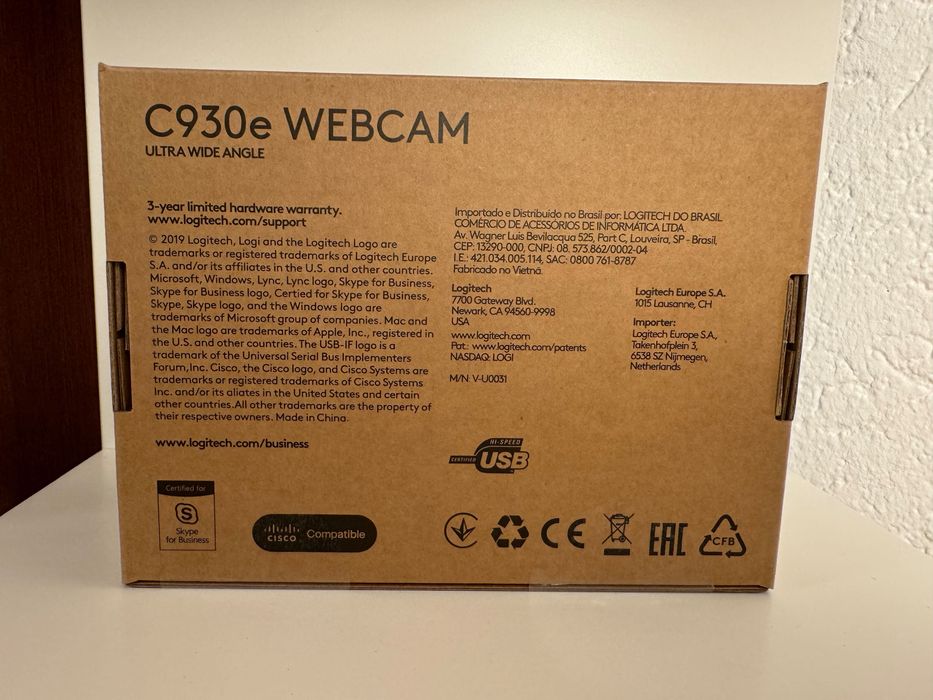 C930e WEBCAM
ULTRA WIDE ANGLE
3-year limited hardware warranty.
www.logitech.com/support
© 2019 Logitech, Logi and the Logitech Logo are
trademarks or registered trademarks of Logitech Europe
S.A. and/or its affiliates in the U.S. and other countries.
Microsoft, Windows, Lync, Lync logo, Skype for Business,
Skype for Business logo, Certied for Skype for Business,
Skype, Skype logo, and the Windows logo are
trademarks of Microsoft group of companies. Mac and
the Mac logo are trademarks of Apple, Inc., registered in
the U.S. and other countries. The USB-IF logo is a
trademark of the Universal Serial Bus Implementers
Forum,Inc. Cisco, the Cisco logo, and Cisco Systems are
trademarks or registered trademarks of Cisco Systems
Inc. and/or its aliates in the United States and certain
other countries.All other trademarks are the property of
their respective owners. Made in China.
www.logitech.com/business
Importado e Distribuido no Brasil por: LOGITECH DO BRASIL
COMÉRCIO DE ACESSÓRIOS DE INFORMÁTICA LTDA.
Av. Wagner Luis Bevilacqua 525, Part C, Louveira, SP - Brasil,
CEP: 13290-000, CNPJ: 08. 573.862/0002-04
I.E.: 421.034.005.114, SAC: 0800 761-8787
Fabricado no Vietnã.
Logitech
7700 Gateway Blvd.
Newark, CA 94560-9998
USA
www.logitech.com
Pat.: www.logitech.com/patents
NASDAQ: LOGI
M/N V-U0031
Logitech Europe S.A.
1015 Lausanne, CH
Importer:
Logitech Europe S.A.,
Takenhofplein 3,
6538 SZ Nijmegen,
Netherlands
HI-SPEED
CERTIFIED USB
Certified for
S
Skype
for Business
CISCO Compatible
CE
EAC
CFB